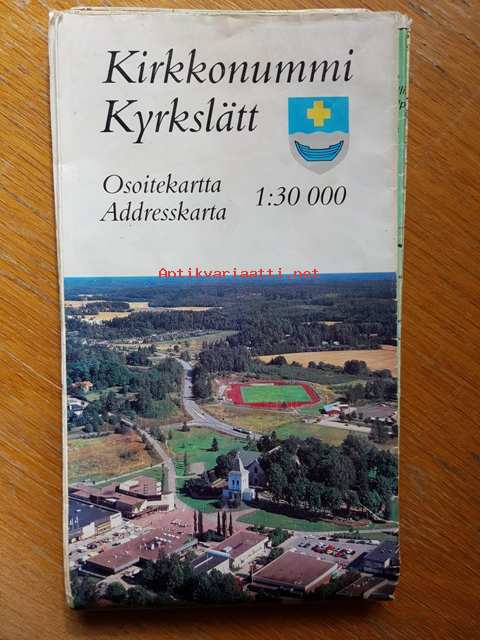 Kirkkonummi
Kyrkslätt
Osoitekartta
Addresskarta
1:30 000
Antikvariaatti.net